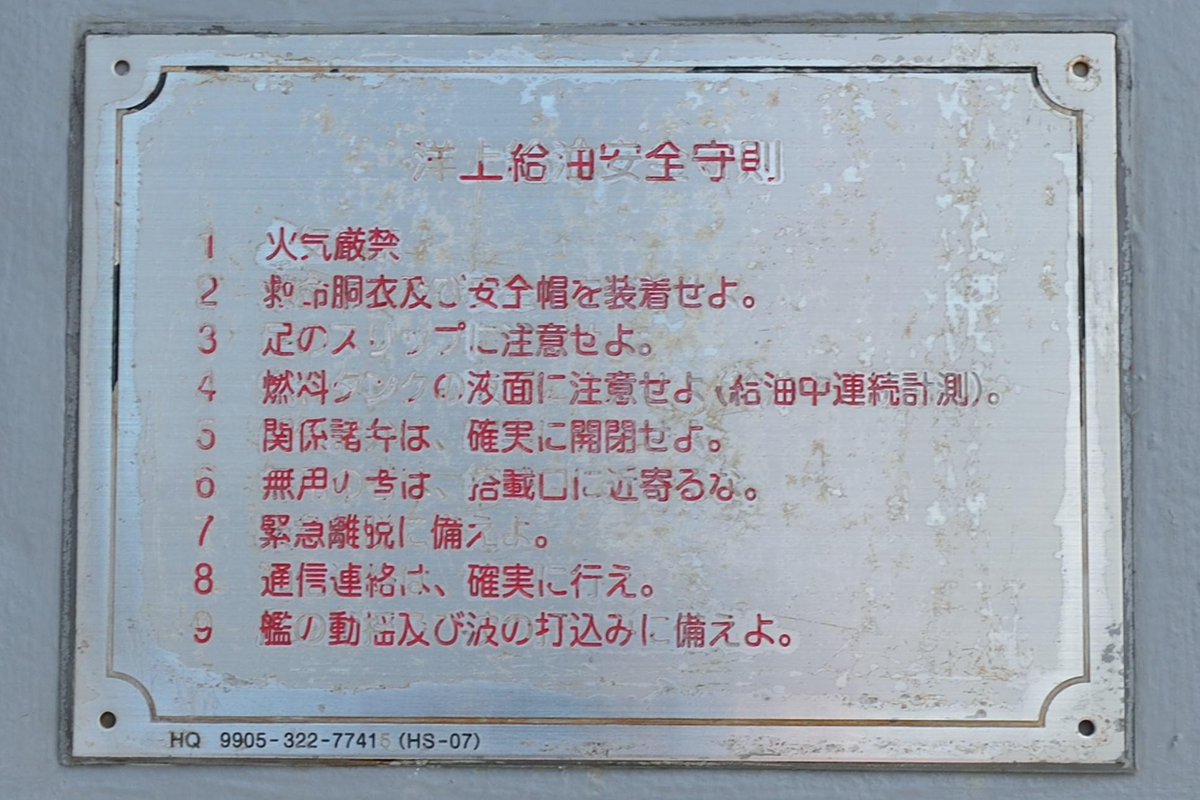 洋上給油安全守則
1 火気厳禁
2 救命胴衣及び安全帽を装着せよ。
3 足のスリップに注意せよ。
4 燃料タンクの液面に注意せよ(給油中連続計測)。
5 関係諸弁は、確実に開閉せよ。
6 無用の者は、搭載口に近寄るな。
7 緊急離脱に備えよ。
8 通信連絡は、確実に行え。
9 艦の動揺及び波の打込みに備えよ。
HQ 9905-322-77415 (HS-07)